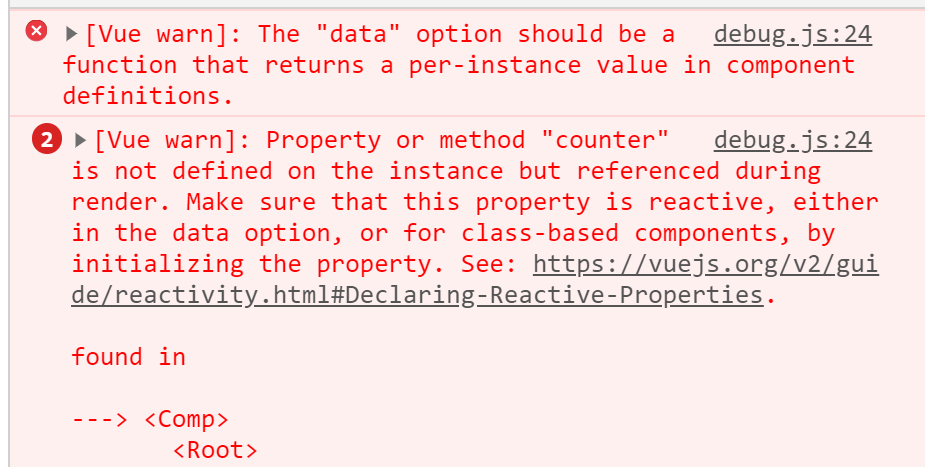 [Vue warn]: The "data" option should be a debug.js:24
function that returns a per-instance value in component
definitions.
2 [Vue warn]: Property or method "counter" debug.js:24
is not defined on the instance but referenced during
render. Make sure that this property is reactive, either
in the data option, or for class-based components, by
initializing the property. See: https://vuejs.org/v2/gui
de/reactivity.html#Declaring-Reactive-Properties.
found in
---> <Comp>
<Root>